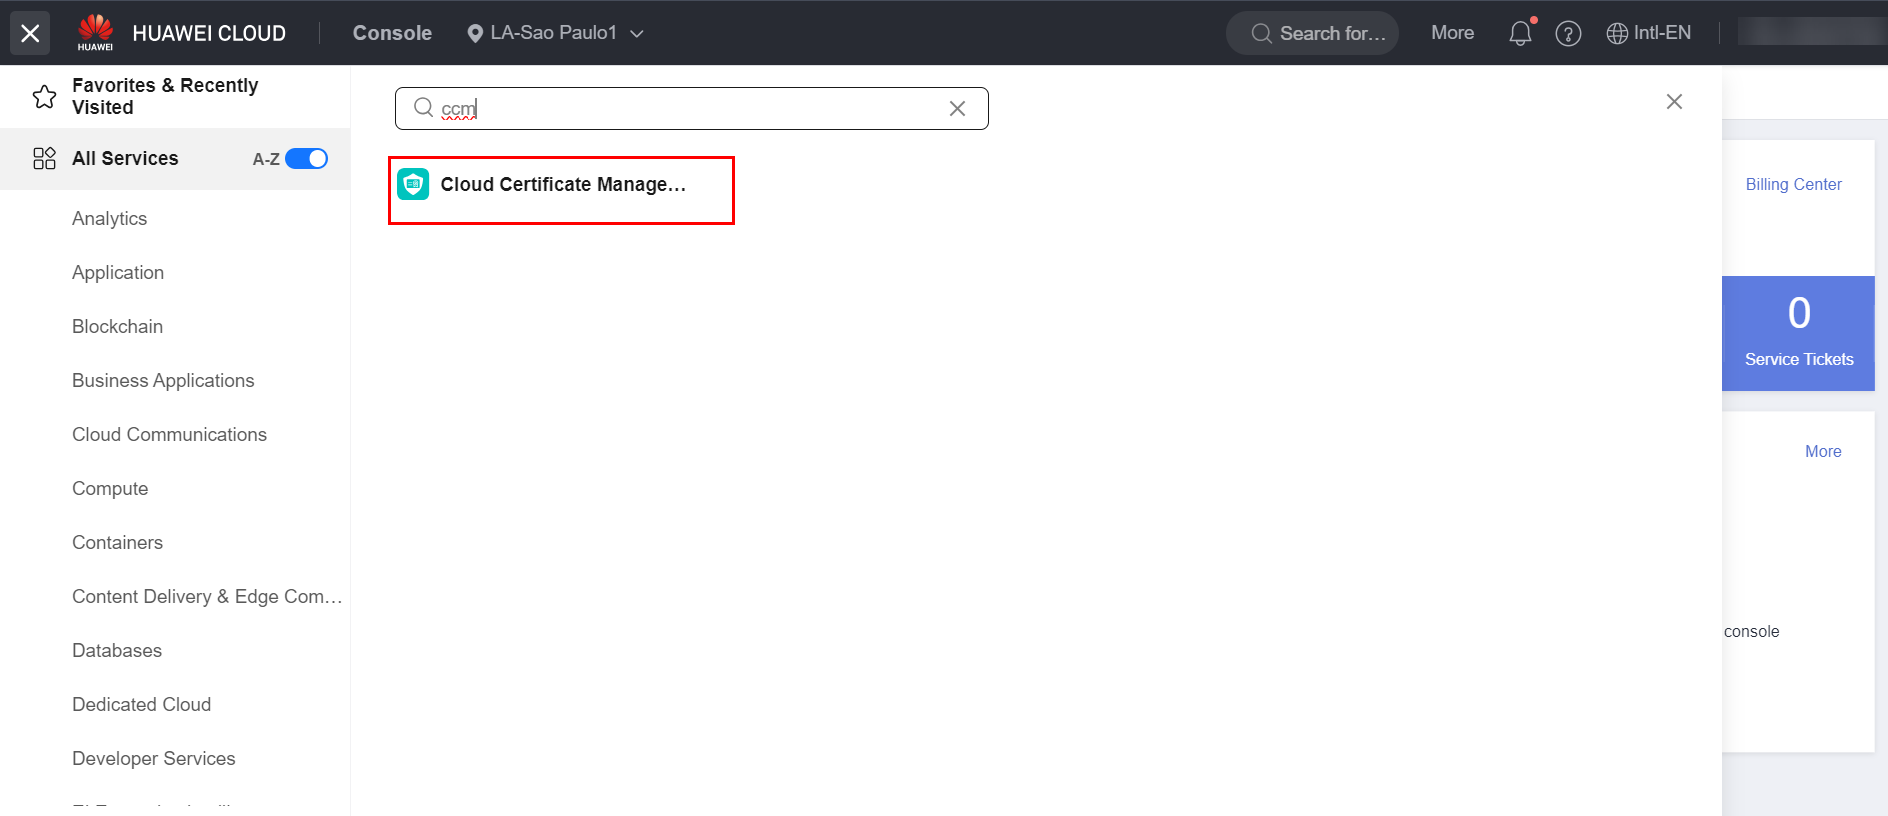 HUAWEI
HUAWEI CLOUD
Console
LA-Sao Paulo1
Search for...
More
Intl-EN
Favorites & Recently
Visited
All Services
A-Z
Analytics
Application
Blockchain
Business Applications
Cloud Communications
Compute
Containers
Content Delivery & Edge Com...
Databases
Dedicated Cloud
Developer Services
ccm
Cloud Certificate Manage...
Billing Center
0
Service Tickets
More
console